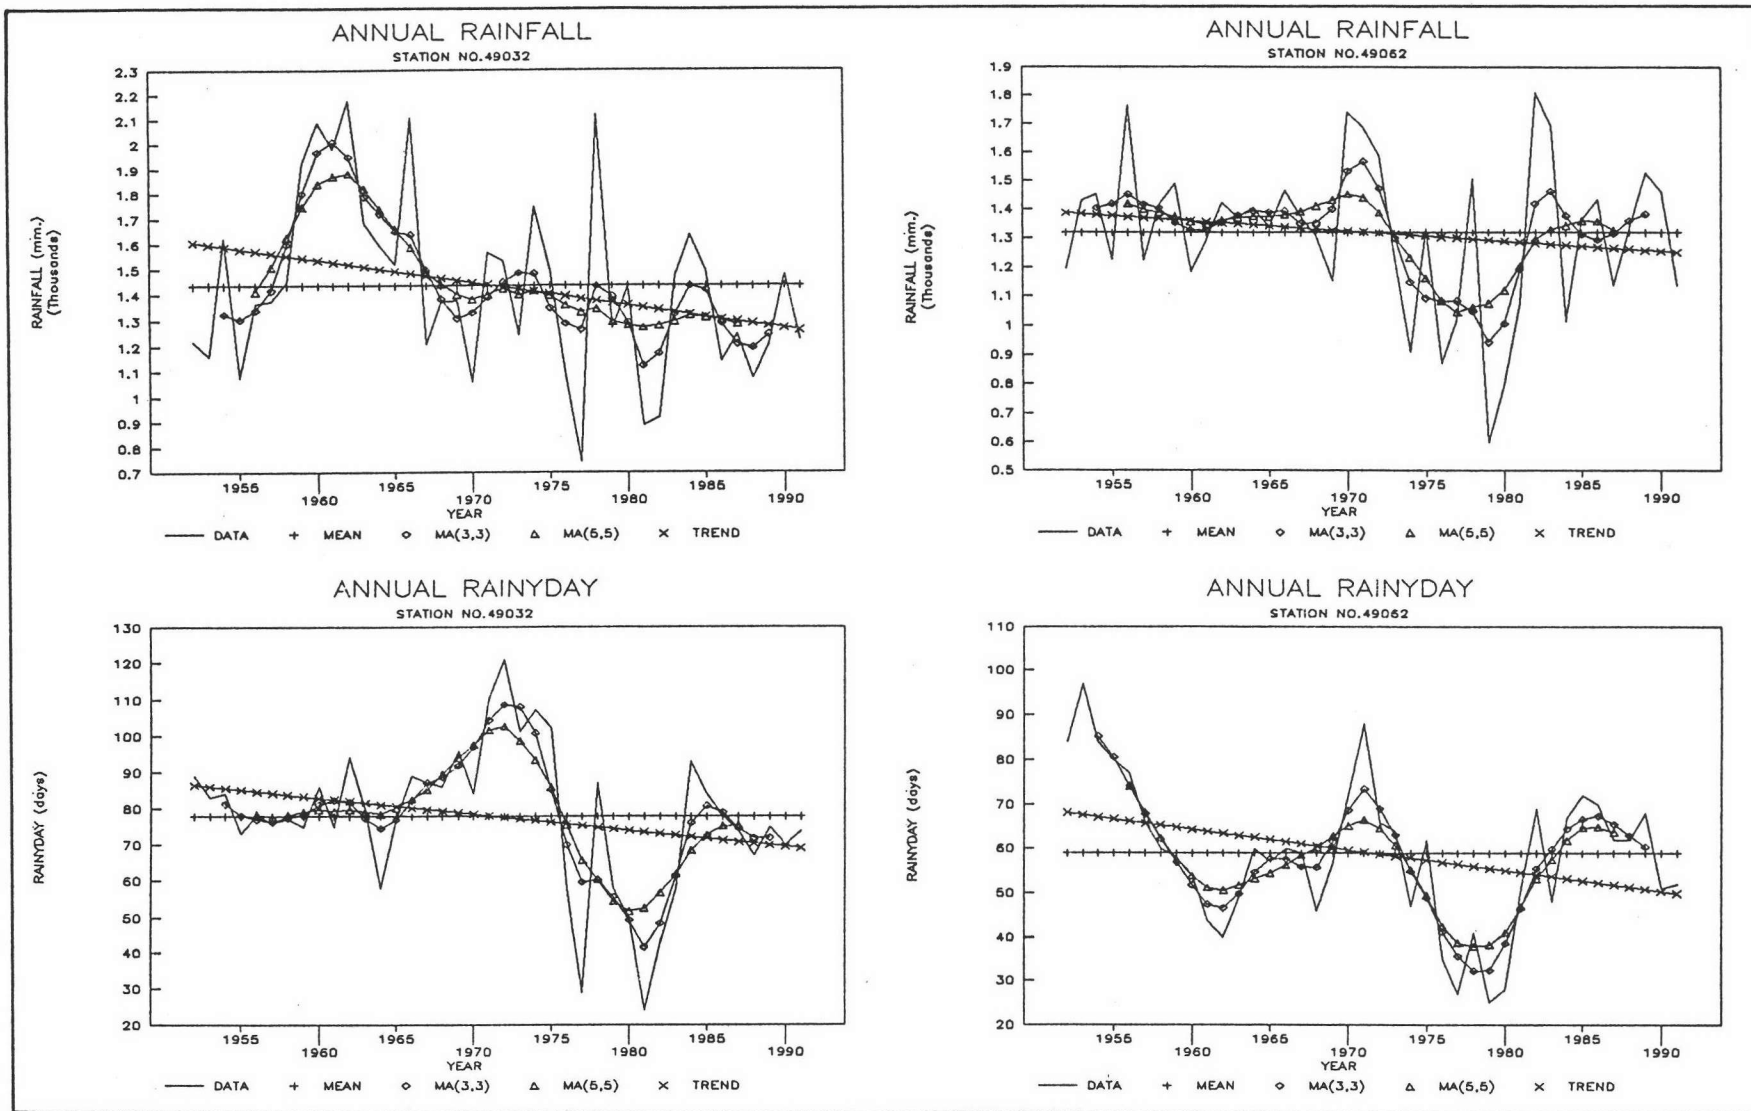 ANNUAL RAINFALL
STATION NO.49032
RAINFALL (mm.)
(Thousands)
2.3
2.2
2.1
2
1.9
1.8
1.7
1.6
1.5
1.4
1.3
1.2
1.1
1
0.9
0.8
0.7
1955 1960 1965 1970 1975 1980 1985 1990
YEAR
DATA + MEAN MA(3,3) MA(5,5) × TREND
ANNUAL RAINFALL
STATION NO.49062
RAINFALL (mm.)
(Thousands)
1.9
1.8
1.7
1.6
1.5
1.4
1.3
1.2
1.1
1
0.9
0.8
0.7
0.6
0.5
1955 1960 1965 1970 1975 1980 1985 1990
YEAR
DATA + MEAN MA(3,3) MA(5,5) × TREND
ANNUAL RAINYDAY
STATION NO.49032
RAINYDAY (days)
130
120
110
100
90
80
70
60
50
40
30
20
1955 1960 1965 1970 1975 1980 1985 1990
YEAR
DATA + MEAN MA(3,3) MA(5,5) × TREND
ANNUAL RAINYDAY
STATION NO.49062
RAINYDAY (days)
110
100
90
80
70
60
50
40
30
20
1955 1960 1965 1970 1975 1980 1985 1990
YEAR
DATA + MEAN MA(3,3) MA(5,5) × TREND